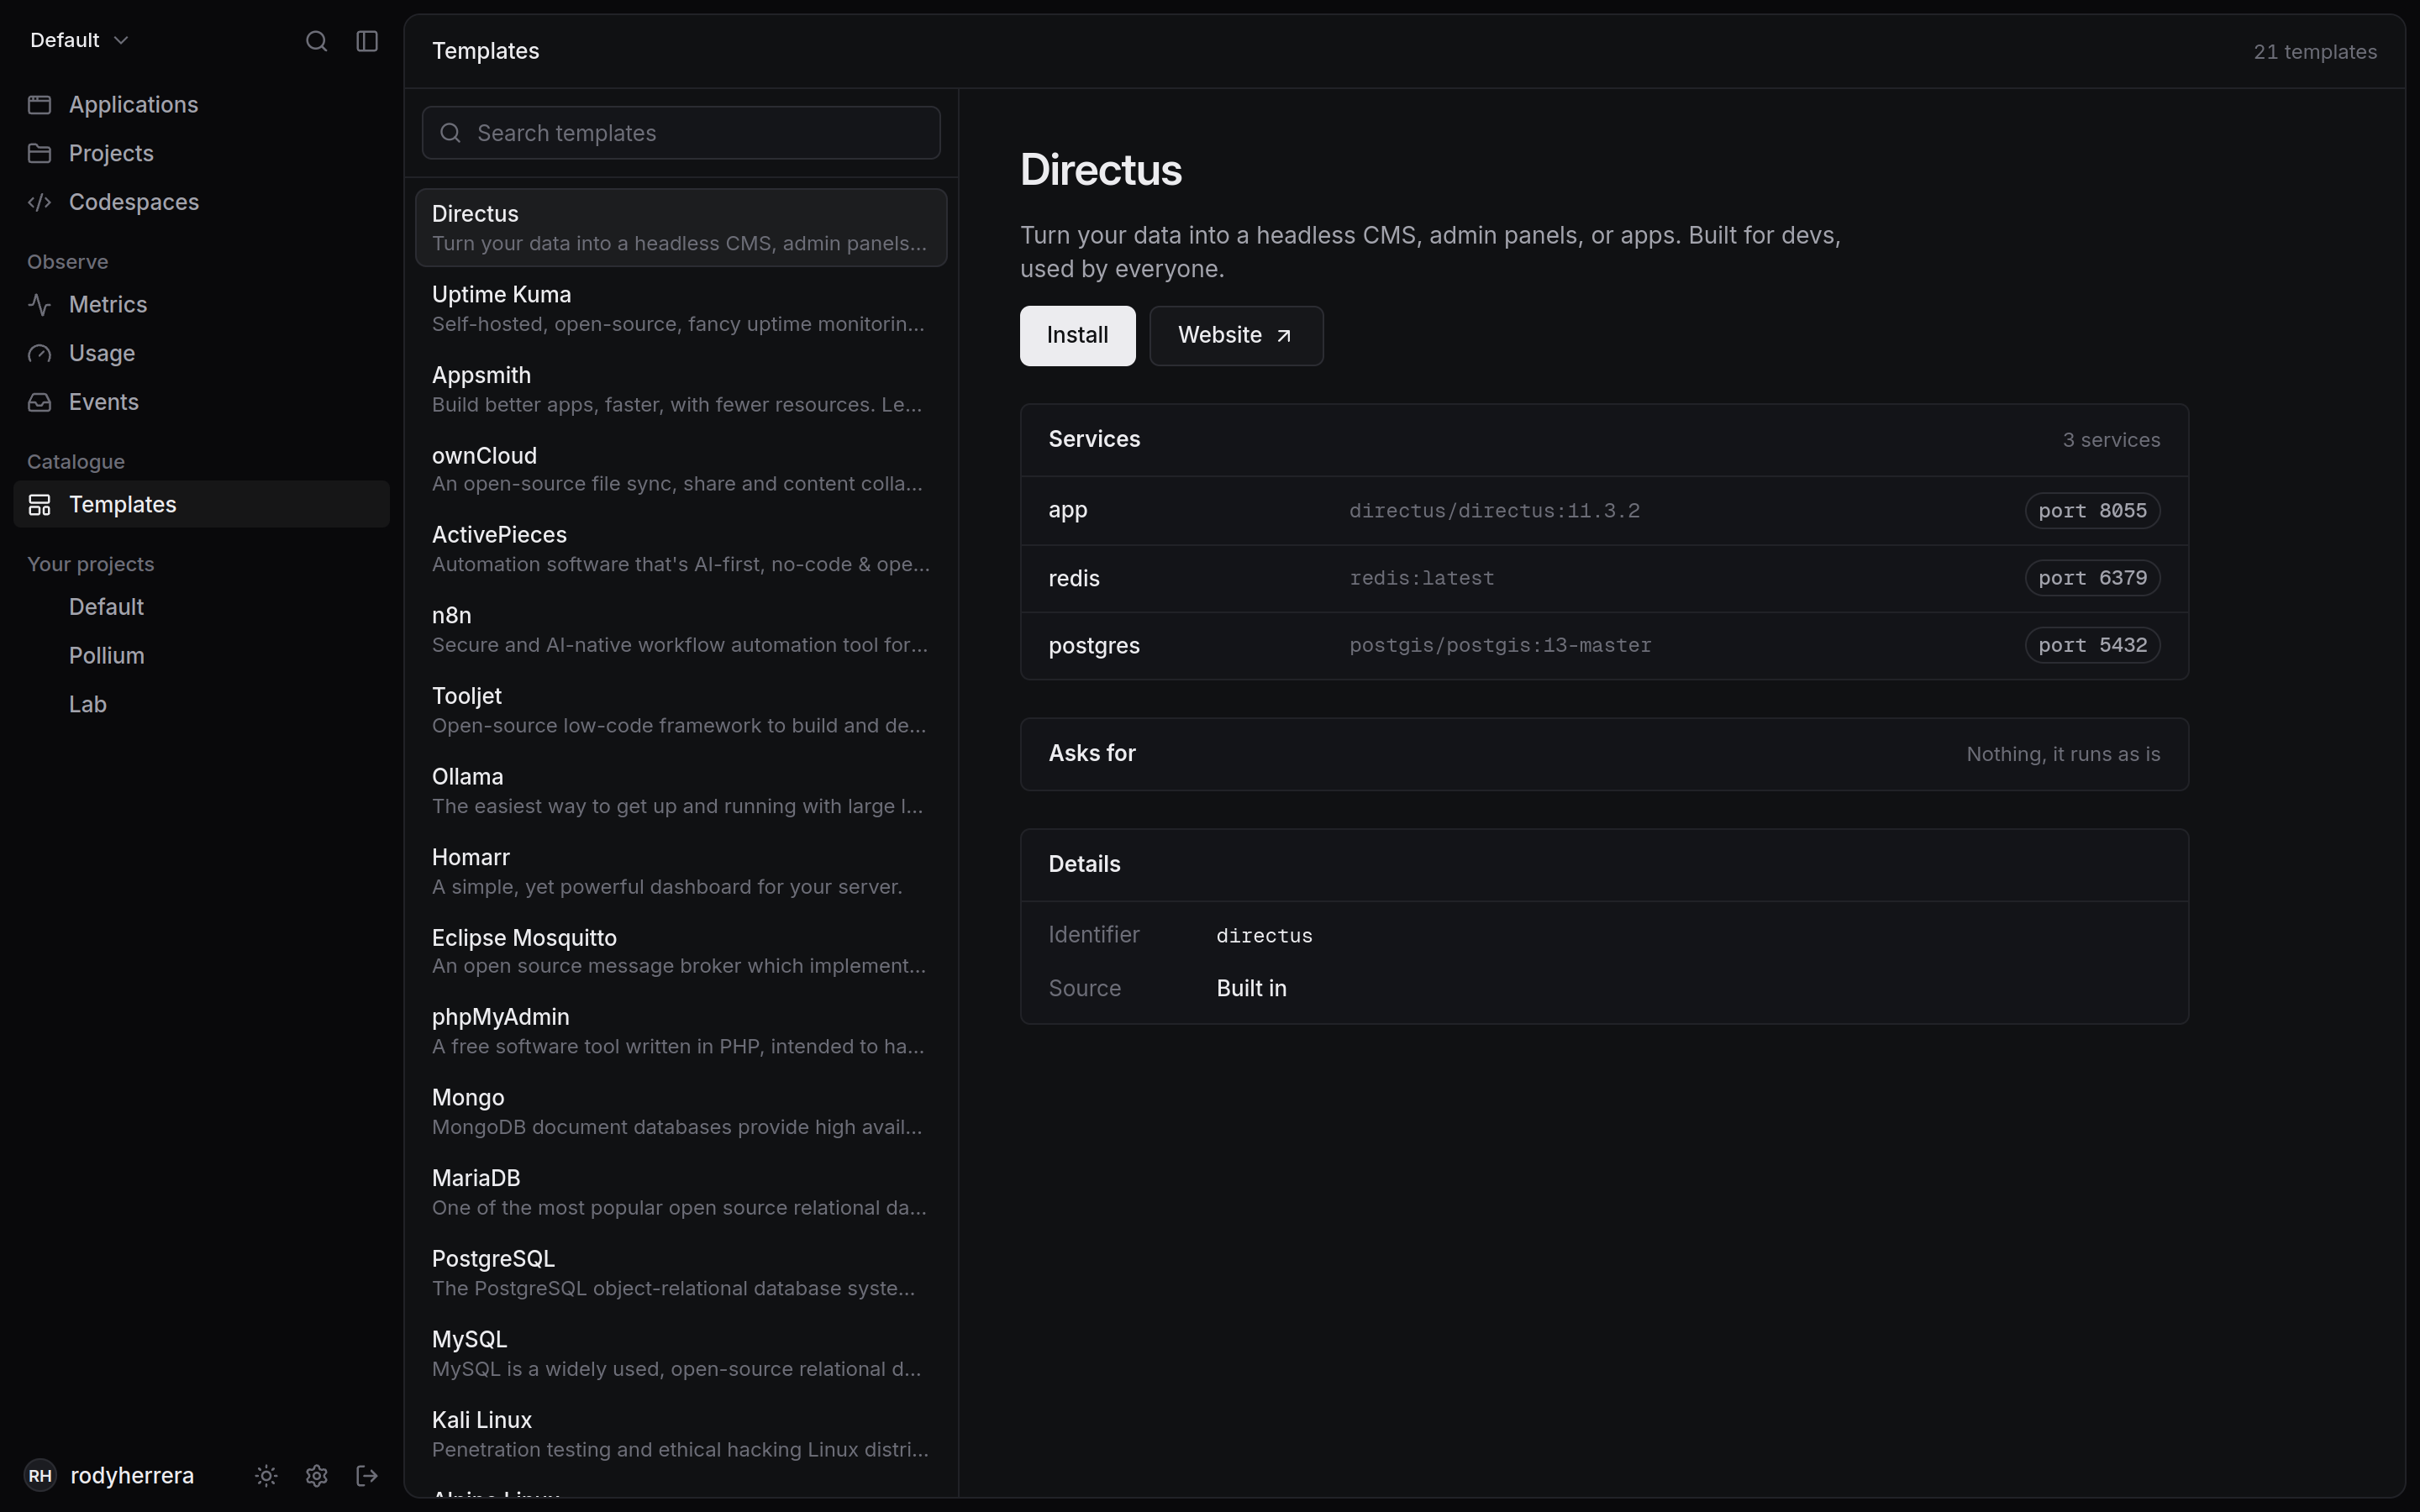 Default
Applications
Projects
Codespaces
Observe
Metrics
Usage
Events
Catalogue
Templates
Your projects
Default
Pollium
Lab
RH rodyherrera
Templates
21 templates
Search templates
Directus
Turn your data into a headless CMS, admin panels...
Uptime Kuma
Self-hosted, open-source, fancy uptime monitorin...
Appsmith
Build better apps, faster, with fewer resources. Le...
ownCloud
An open-source file sync, share and content colla...
ActivePieces
Automation software that's AI-first, no-code & ope...
n8n
Secure and AI-native workflow automation tool for...
Tooljet
Open-source low-code framework to build and de...
Ollama
The easiest way to get up and running with large l...
Homarr
A simple, yet powerful dashboard for your server.
Eclipse Mosquitto
An open source message broker which implement...
phpMyAdmin
A free software tool written in PHP, intended to ha...
Mongo
MongoDB document databases provide high avail...
MariaDB
One of the most popular open source relational da...
PostgreSQL
The PostgreSQL object-relational database syste...
MySQL
MySQL is a widely used, open-source relational d...
Kali Linux
Penetration testing and ethical hacking Linux distri...
Directus
Turn your data into a headless CMS, admin panels, or apps. Built for devs,
used by everyone.
Install
Website
Services
3 services
app directus/directus:11.3.2 port 8055
redis redis:latest port 6379
postgres postgis/postgis:13-master port 5432
Asks for
Nothing, it runs as is
Details
Identifier directus
Source Built in